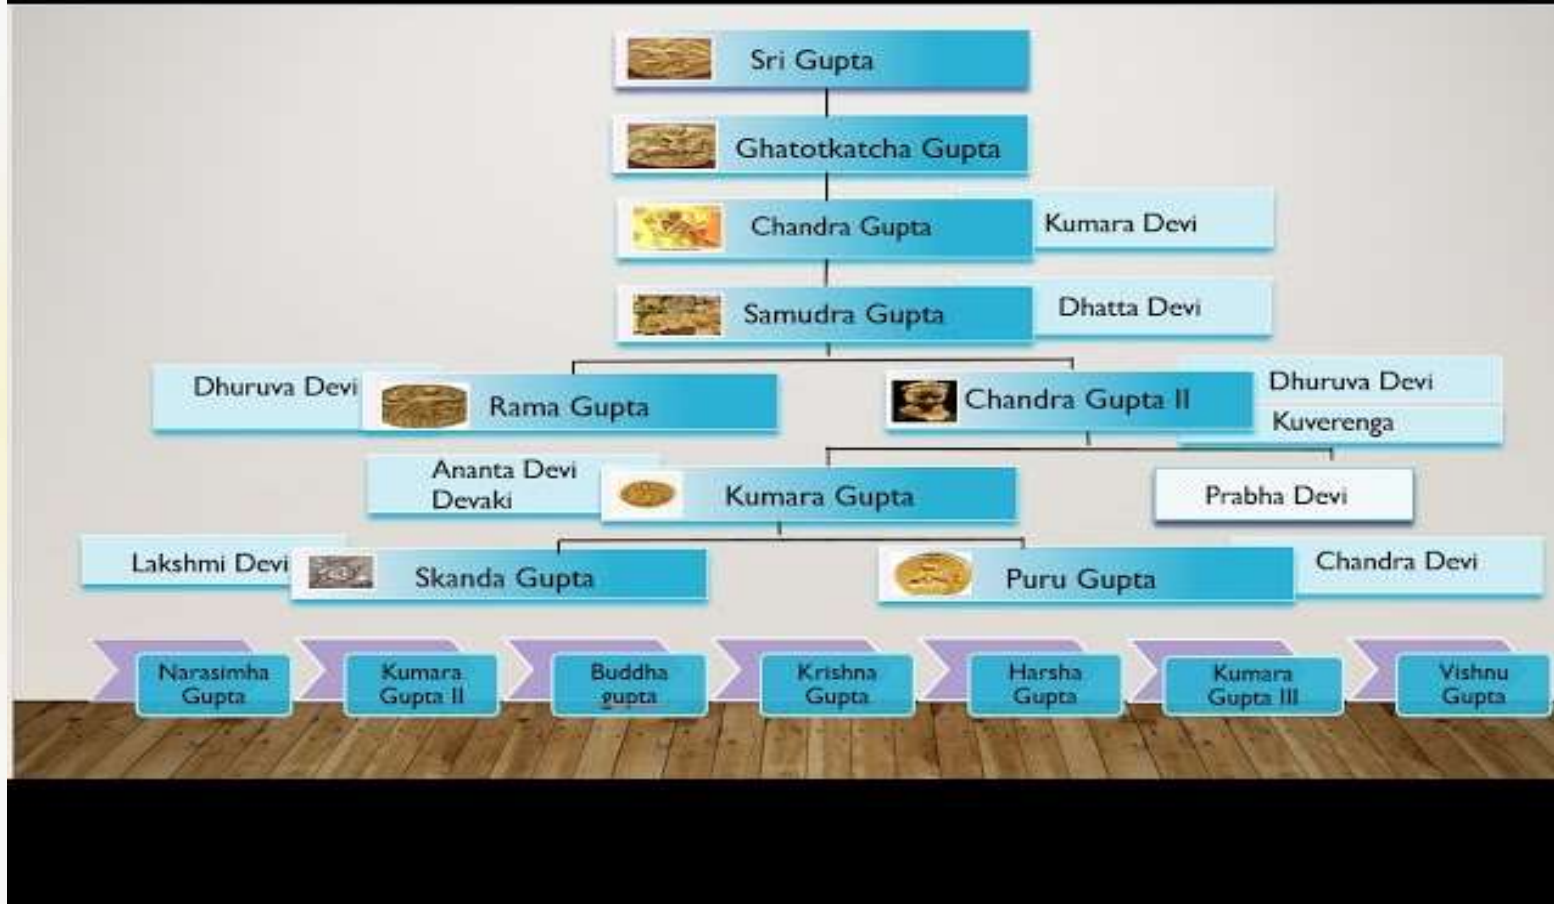 Sri Gupta
Ghatotkatcha Gupta
Chandra Gupta
Kumara Devi
Samudra Gupta
Dhatta Devi
Dhuruva Devi
Rama Gupta
Chandra Gupta II
Dhuruva Devi
Kuverenga
Ananta Devi
Devaki
Kumara Gupta
Prabha Devi
Lakshmi Devi
Skanda Gupta
Puru Gupta
Chandra Devi
Narasimha
Gupta
Kumara
Gupta II
Buddha
gupta
Krishna
Gupta
Harsha
Gupta
Kumara
Gupta III
Vishnu
Gupta